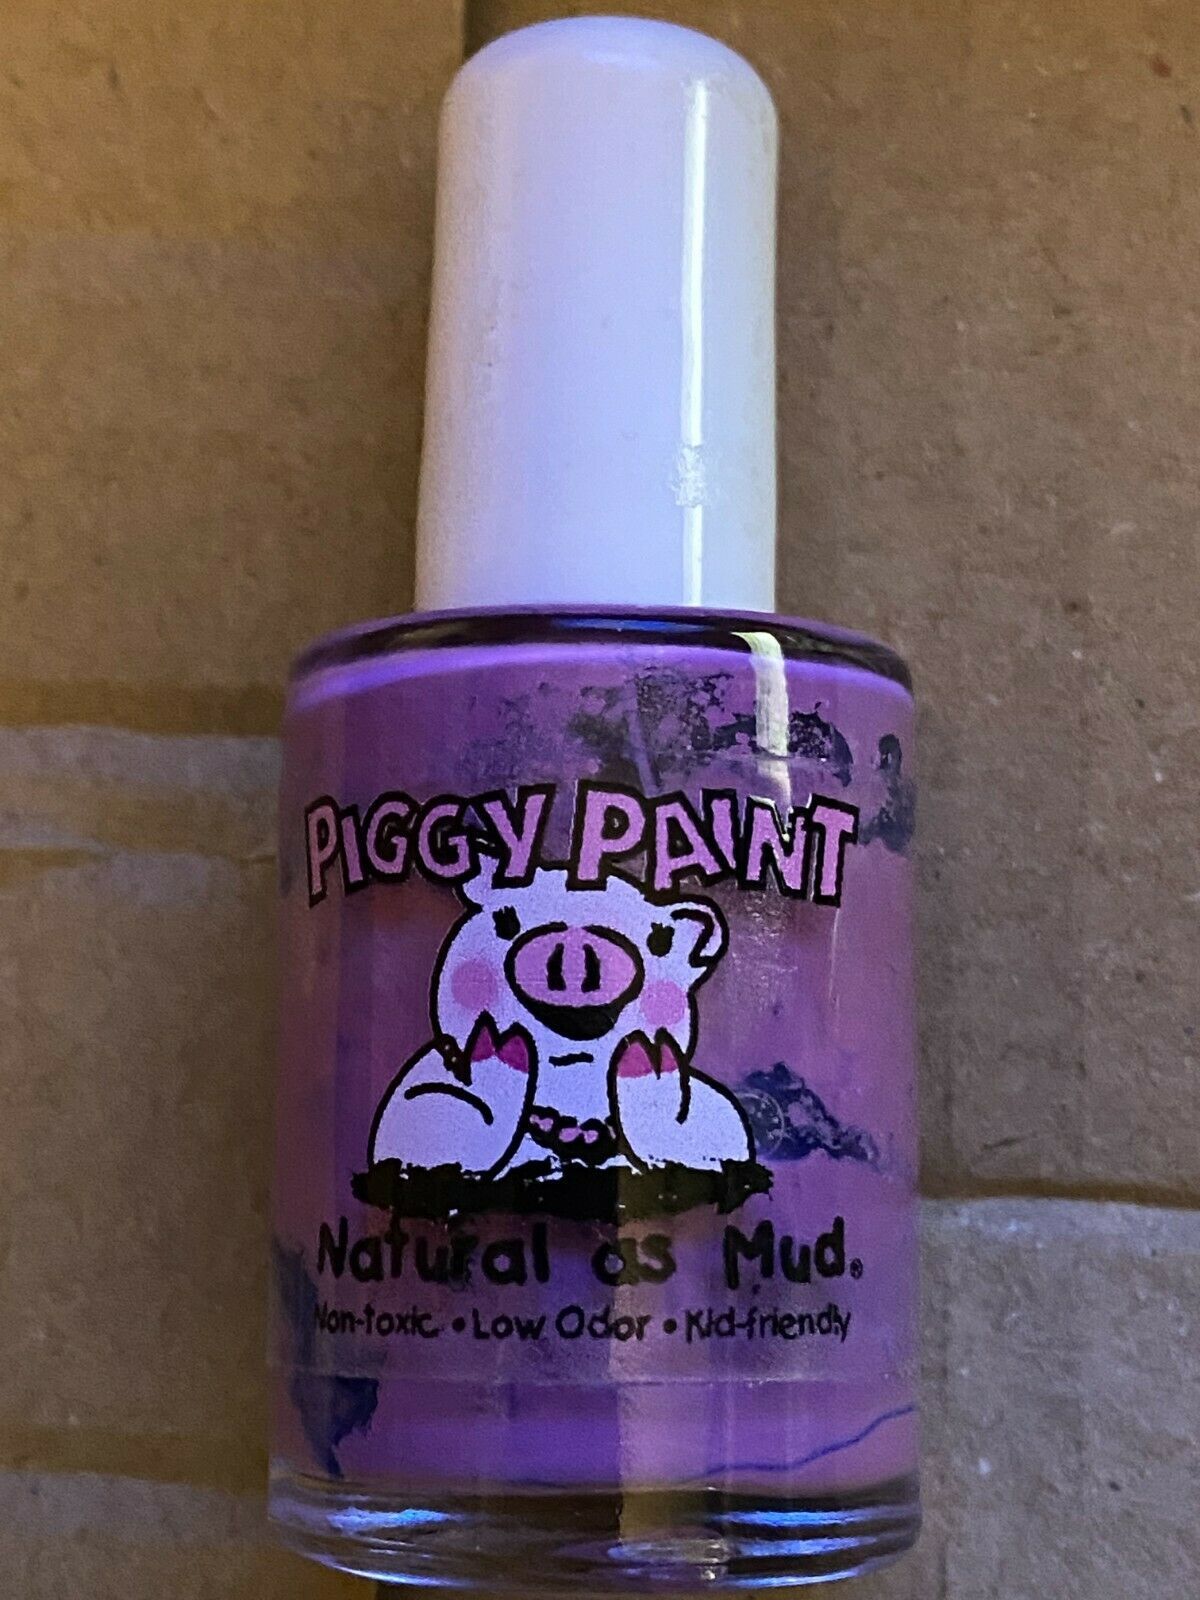 PIGGY PAINT
Natural as Mud®
Non-toxic • Low Odor • Kid-friendly